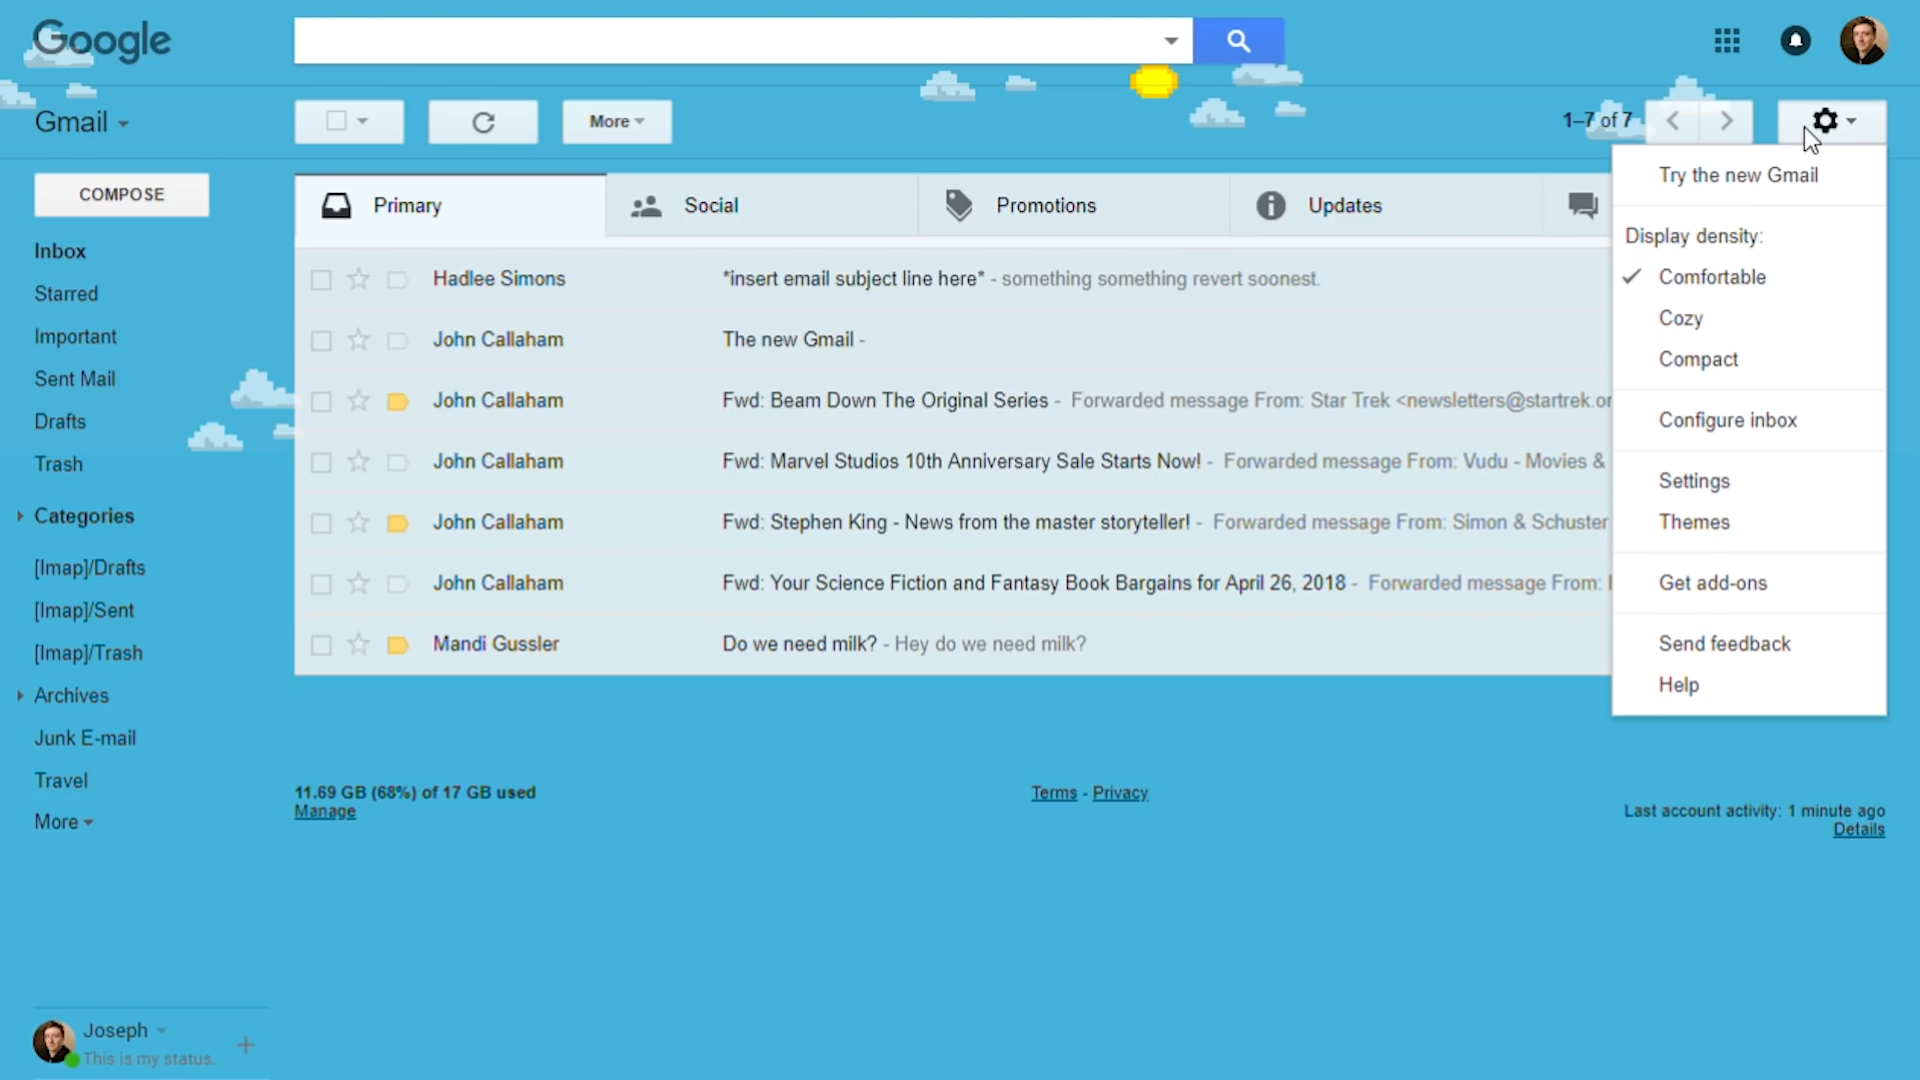 Google
Gmail
More
1–7 of 7
COMPOSE
Inbox
Starred
Important
Sent Mail
Drafts
Trash
Categories
[Imap]/Drafts
[Imap]/Sent
[Imap]/Trash
Archives
Junk E-mail
Travel
More
Primary
Social
Promotions
Updates
Hadlee Simons *insert email subject line here* - something something revert soonest.
John Callaham The new Gmail -
John Callaham Fwd: Beam Down The Original Series - Forwarded message From: Star Trek <newsletters@startrek.or
John Callaham Fwd: Marvel Studios 10th Anniversary Sale Starts Now! - Forwarded message From: Vudu - Movies &
John Callaham Fwd: Stephen King - News from the master storyteller! - Forwarded message From: Simon & Schuster
John Callaham Fwd: Your Science Fiction and Fantasy Book Bargains for April 26, 2018 - Forwarded message From:
Mandi Gussler Do we need milk? - Hey do we need milk?
Try the new Gmail
Display density:
Comfortable
Cozy
Compact
Configure inbox
Settings
Themes
Get add-ons
Send feedback
Help
11.69 GB (68%) of 17 GB used
Manage
Terms - Privacy
Last account activity: 1 minute ago
Details
Joseph
This is my status.